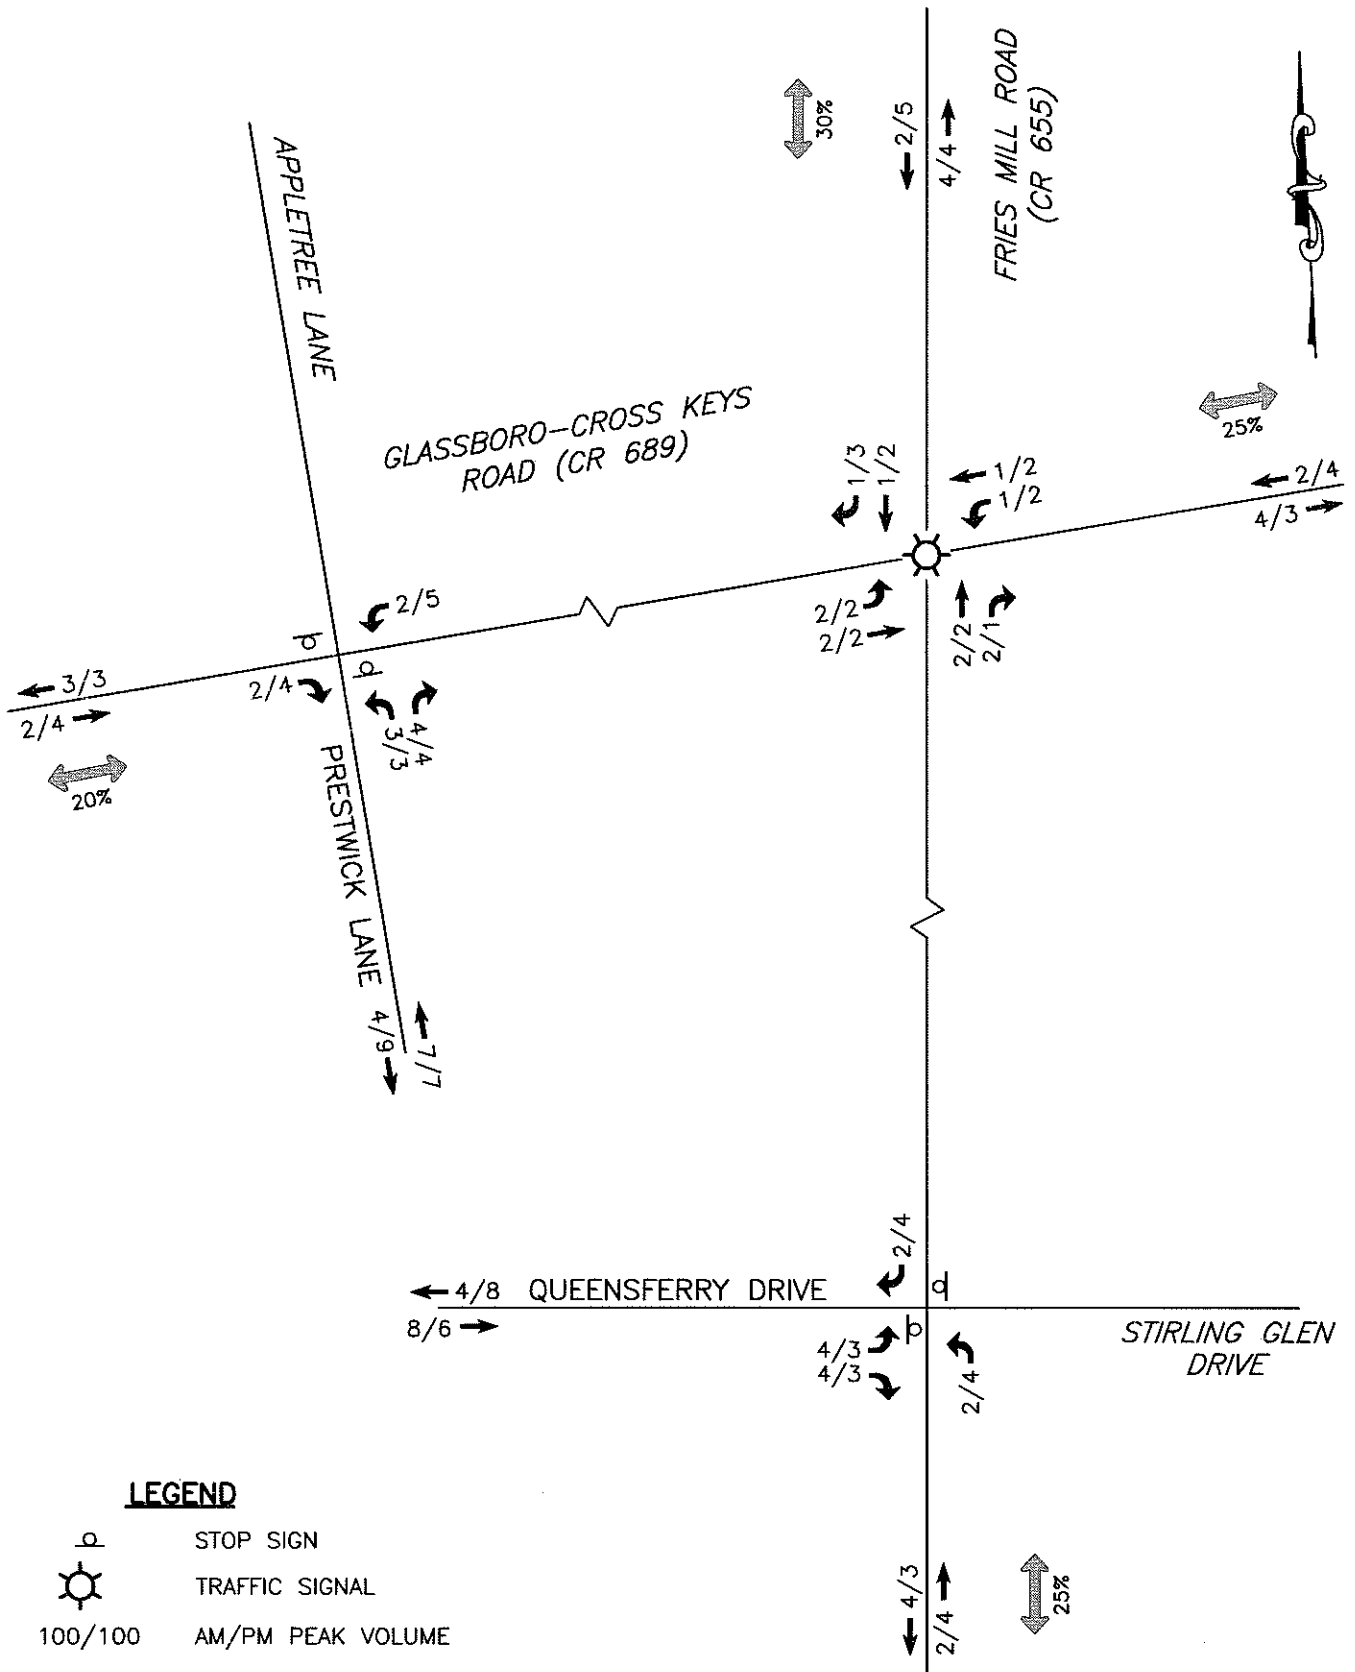 30%
2/5
4/4
FRIES MILL ROAD
(CR 655)
APPLETREE LANE
25%
GLASSBORO-CROSS KEYS
ROAD (CR 689)
1/3
1/2
1/2
1/2
2/4
4/3
2/5
2/2
2/2
2/2
2/1
3/3
2/4
2/4
3/3
4/4
20%
PRESTWICK LANE
4/9
7/7
2/4
4/8
QUEENSFERRY DRIVE
8/6
4/3
4/3
2/4
STIRLING GLEN
DRIVE
LEGEND
STOP SIGN
TRAFFIC SIGNAL
100/100 AM/PM PEAK VOLUME
4/3
2/4
25%